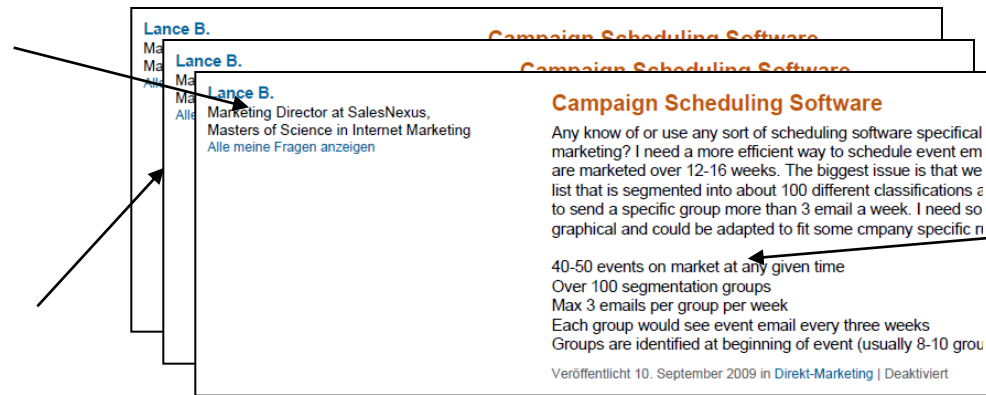 Lance B.
Campaign Scheduling Software
Ma
Ma
Alle
Lance B.
Campaign Scheduling Software
Ma
Ma
Alle
Lance B.
Marketing Director at SalesNexus,
Masters of Science in Internet Marketing
Alle meine Fragen anzeigen
Campaign Scheduling Software
Any know of or use any sort of scheduling software specifical
marketing? I need a more efficient way to schedule event em
are marketed over 12-16 weeks. The biggest issue is that we
list that is segmented into about 100 different classifications a
to send a specific group more than 3 email a week. I need so
graphical and could be adapted to fit some cmpany specific r
40-50 events on market at any given time
Over 100 segmentation groups
Max 3 emails per group per week
Each group would see event email every three weeks
Groups are identified at beginning of event (usually 8-10 grou
Veröffentlicht 10. September 2009 in Direkt-Marketing | Deaktiviert